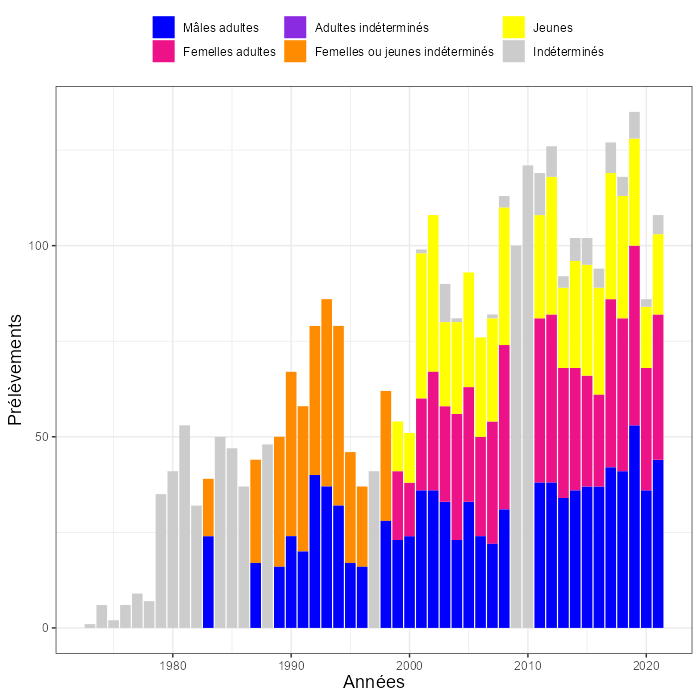 Mâles adultes Adultes indéterminés Jeunes
Femelles adultes Femelles ou jeunes indéterminés Indéterminés
Prélèvements
100
50
0
1980 1990 2000 2010 2020
Années